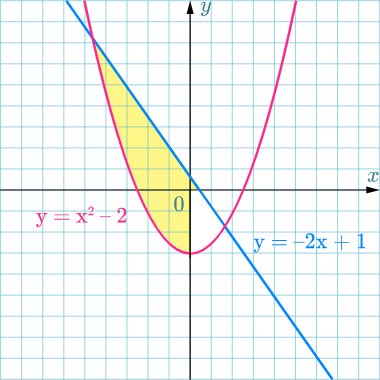 y
x
0
y = x² – 2
y = –2x + 1